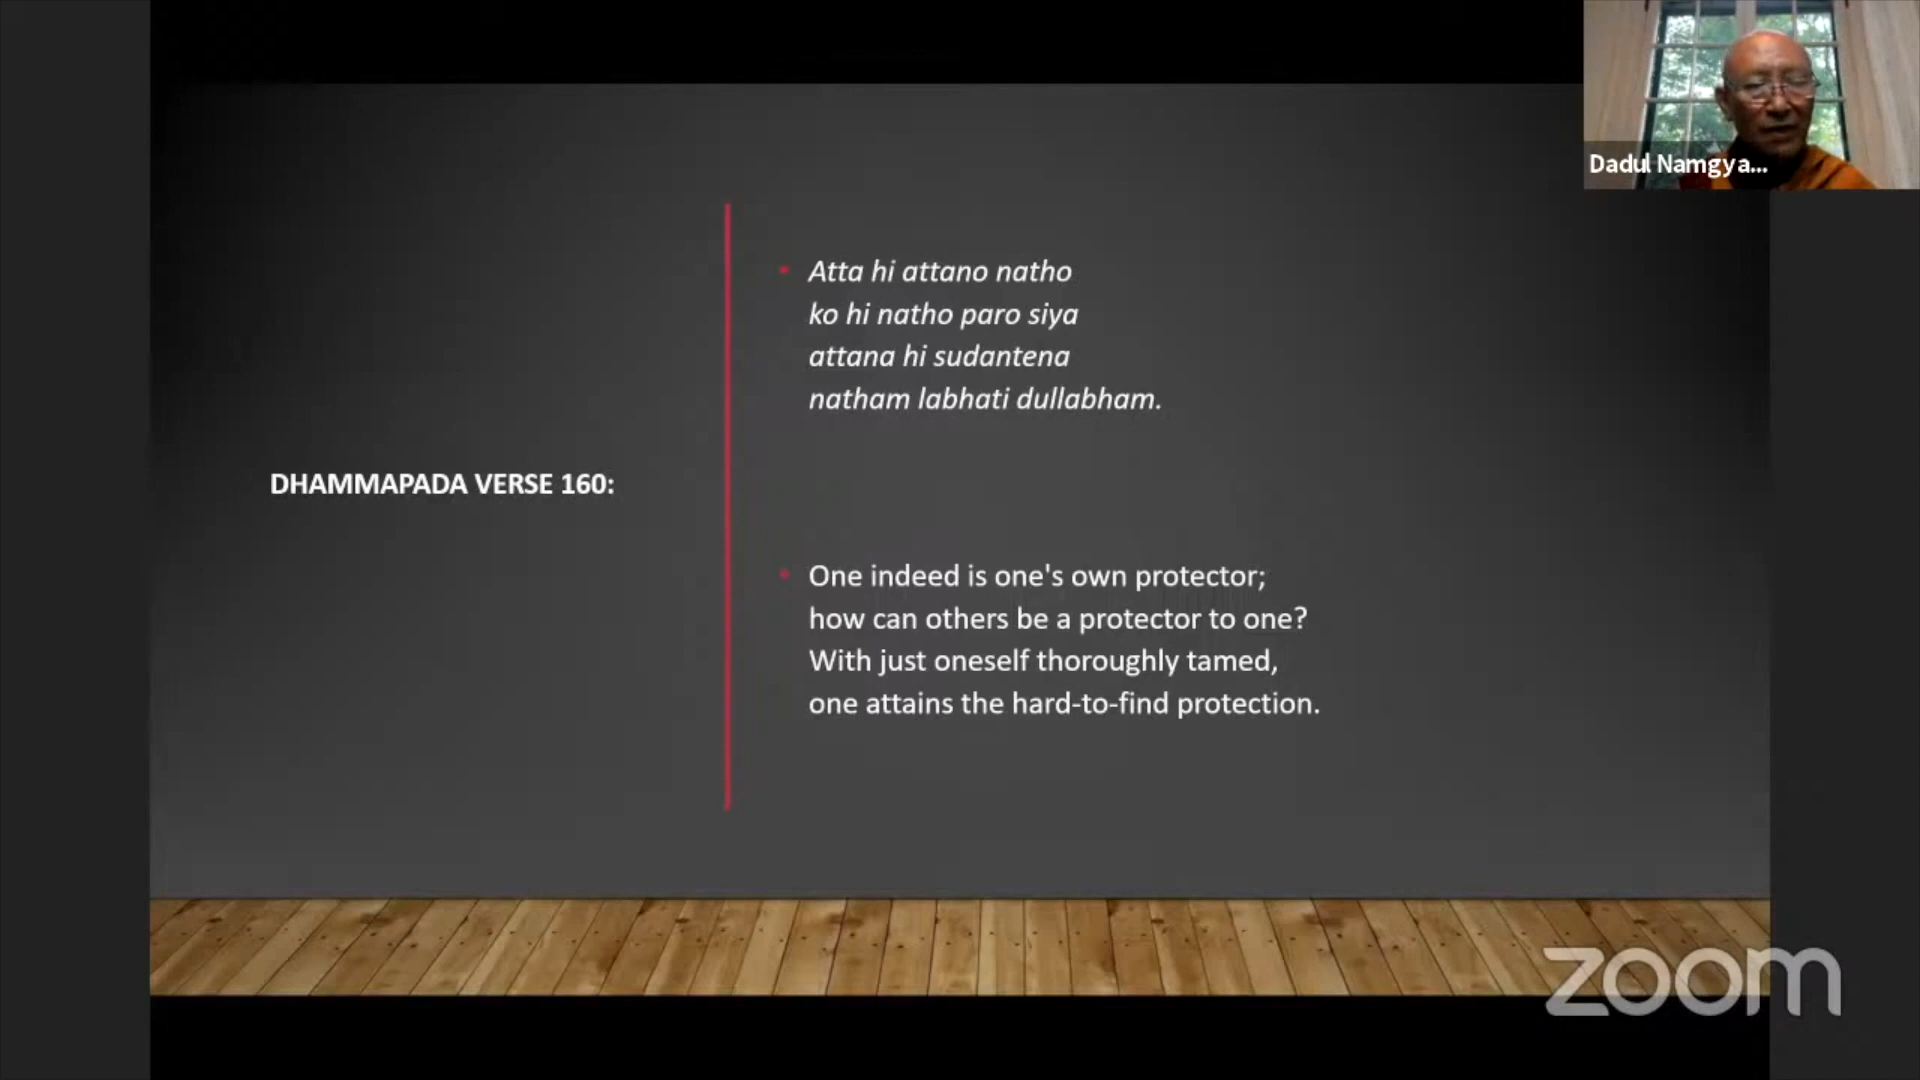 Dadul Namgya...
Atta hi attano natho
ko hi natho paro siya
attana hi sudantena
natham labhati dullabham.
DHAMMAPADA VERSE 160:
One indeed is one's own protector;
how can others be a protector to one?
With just oneself thoroughly tamed,
one attains the hard-to-find protection.
zoom